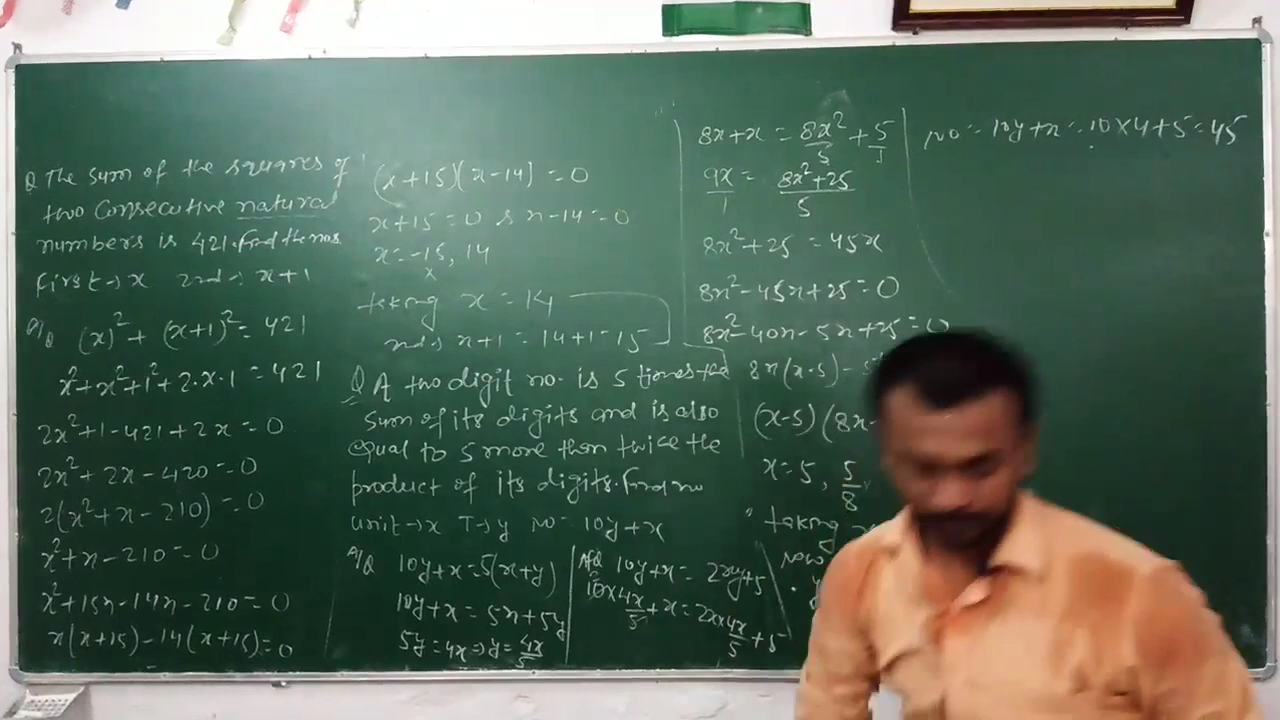 Q The sum of the squares of
two consecutive natural
numbers is 421. find the nos.
first → x 2nd → x+1
A/Q (x)² + (x+1)² = 421
x²+x²+1²+2·x·1 = 421
2x²+1-421+2x = 0
2x²+2x-420 = 0
2(x²+x-210) = 0
x²+x-210 = 0
x²+15x-14x-210 = 0
x(x+15)-14(x+15) = 0
(x+15)(x-14) = 0
x+15 = 0 & x-14 = 0
x = -15, 14
taking x = 14
2nd → x+1 = 14+1 = 15
Q A two digit no. is 5 times the
sum of its digits and is also
equal to 5 more than twice the
product of its digits. Find no
unit → x T → y no = 10y+x
A/Q 10y+x = 5(x+y)
10y+x = 5x+5y
5y = 4x ⇒ y = 4x/5
A/Q 10y+x = 2xy+5
10×4x/5+x = 2x×4x/5+5
8x+x = 8x²/5 + 5/1
9x/1 = 8x²+25/5
8x²+25 = 45x
8x²-45x+25 = 0
8x²-40x-5x+25 = 0
8x(x-5)-5
(x-5)(8x-
x = 5, 5/8
taking x
now
y
no = 10y+x = 10×4+5 = 45